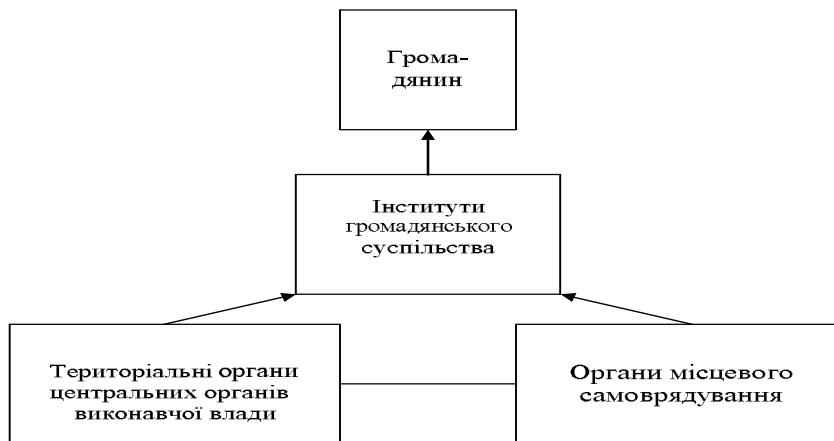 Грома-
дянин
Інститути
громадянського
суспільства
Територіальні органи
центральних органів
виконавчої влади
Органи місцевого
самоврядування